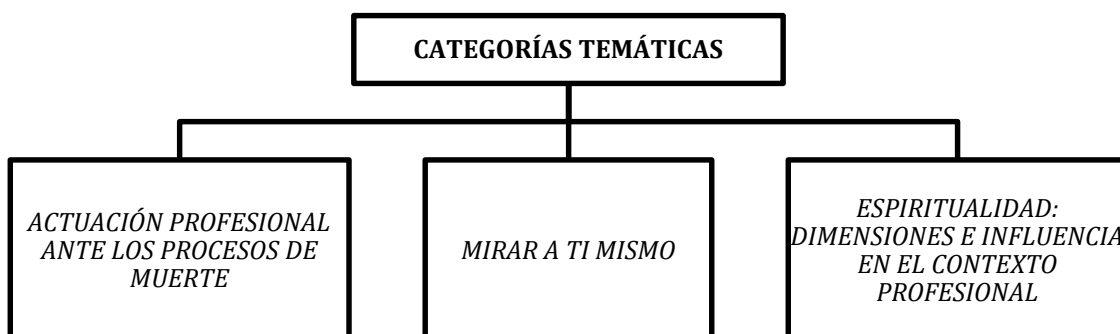 CATEGORÍAS TEMÁTICAS
ACTUACIÓN PROFESIONAL
ANTE LOS PROCESOS DE
MUERTE
MIRAR A TI MISMO
ESPIRITUALIDAD:
DIMENSIONES E INFLUENCIA
EN EL CONTEXTO
PROFESIONAL